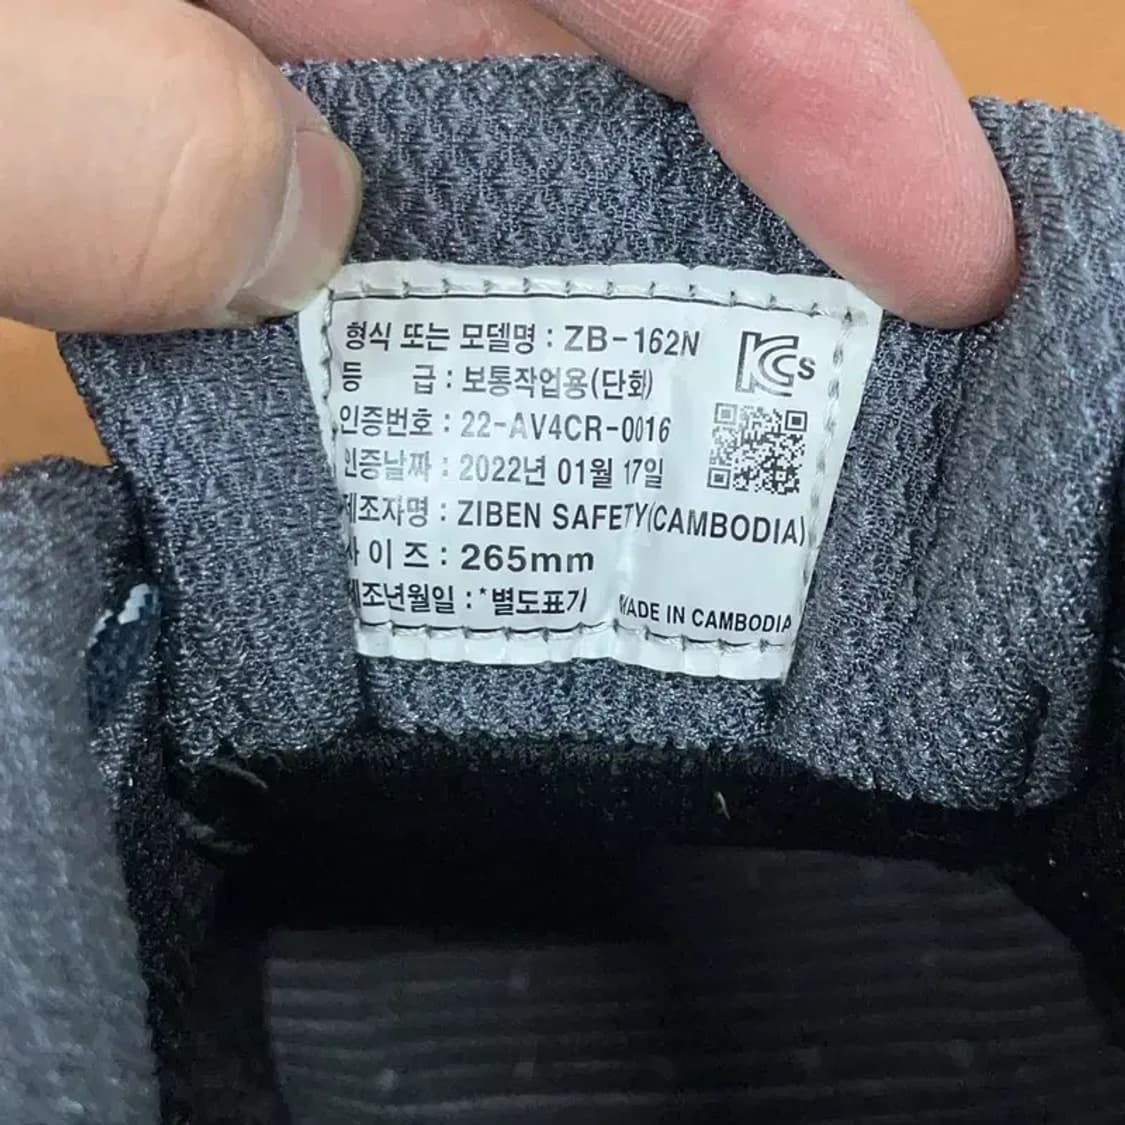 형식 또는 모델명 : ZB-162N
KCs
등 급 : 보통작업용(단화)
인증번호 : 22-AV4CR-0016
인증날짜 : 2022년 01월 17일
제조자명 : ZIBEN SAFETY(CAMBODIA)
사 이 즈 : 265mm
제조년월일 : *별도표기 MADE IN CAMBODIA